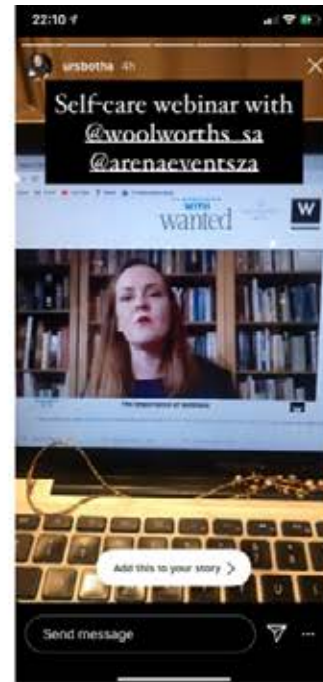 22:10
ursbotha 4h
Self-care webinar with
@woolworths_sa
@arenaeventsza
WITH
wanted
W
The importance of wellness
Add this to your story
Send message